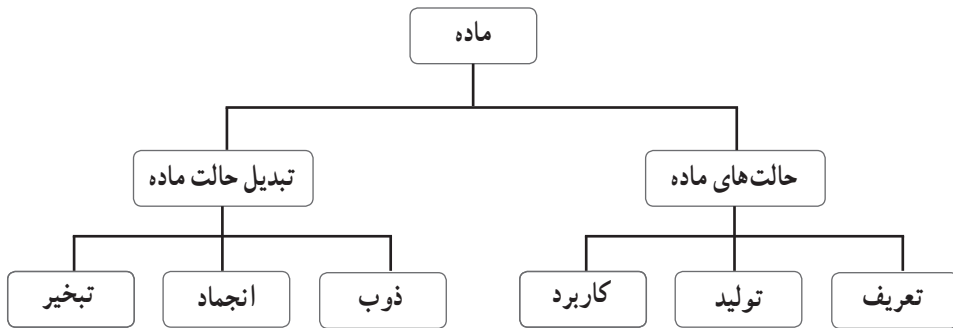 ماده
حالت‌های ماده
تبدیل حالت ماده
تعریف
تولید
کاربرد
ذوب
انجماد
تبخیر